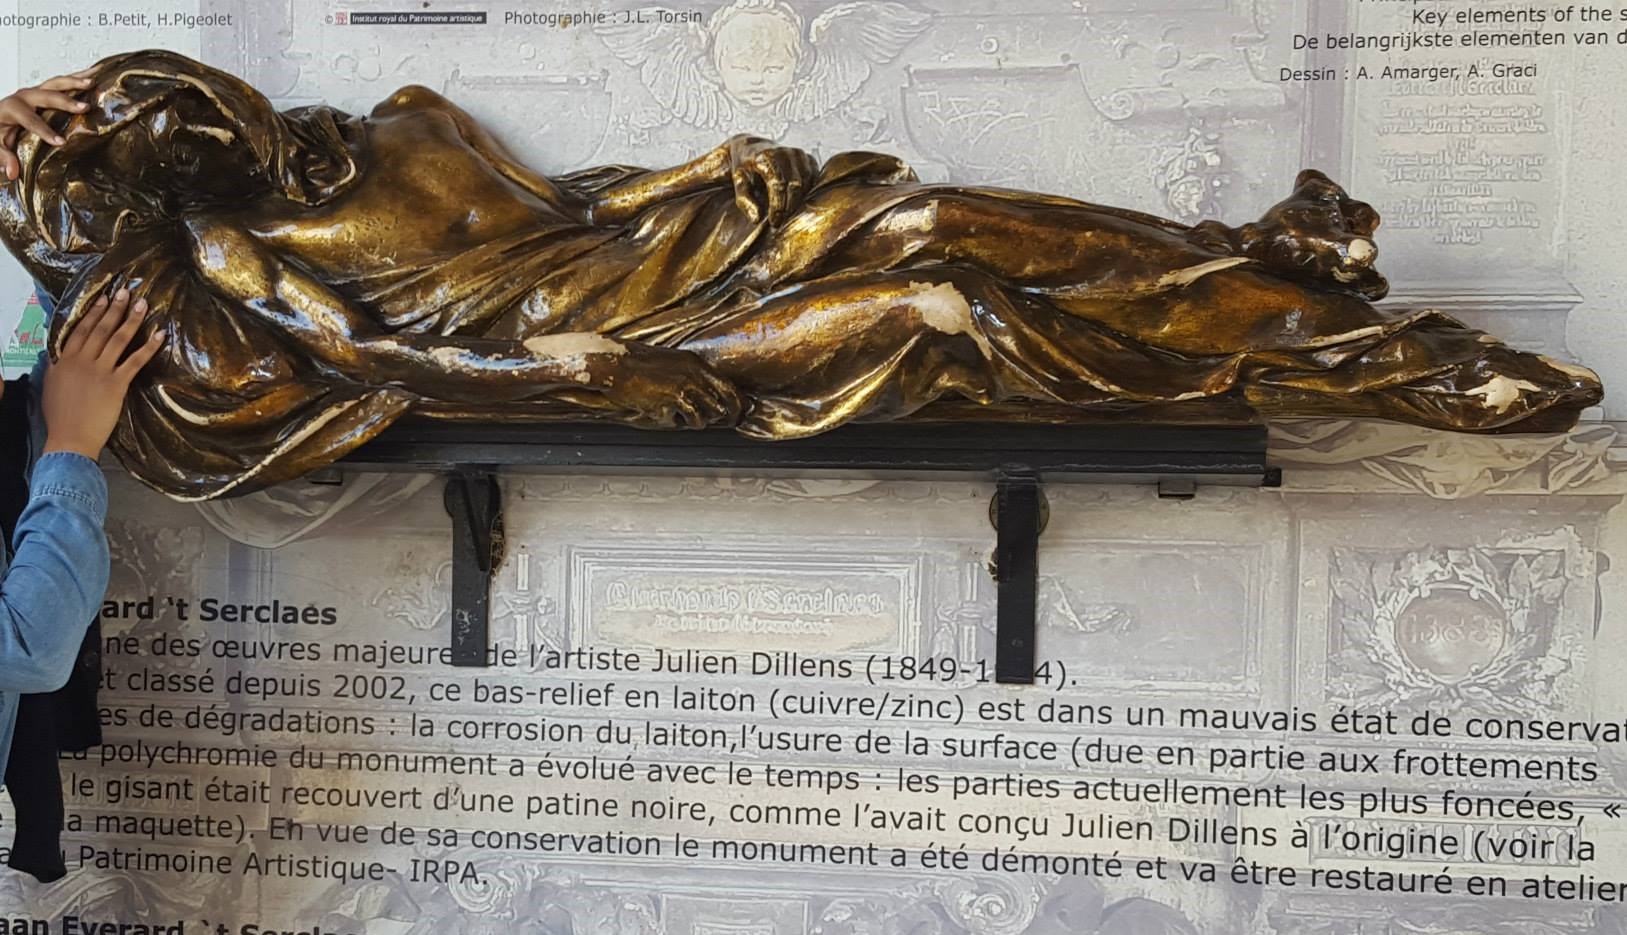 otographie : B.Petit, H.Pigeolet
© Institut royal du Patrimoine artistique
Photographie : J.L. Torsin
Key elements of the s
De belangrijkste elementen van d
Dessin : A. Amarger, A. Graci
ard 't Serclaes
ne des œuvres majeure de l'artiste Julien Dillens (1849-1 4).
t classé depuis 2002, ce bas-relief en laiton (cuivre/zinc) est dans un mauvais état de conservat
es de dégradations : la corrosion du laiton,l'usure de la surface (due en partie aux frottements
La polychromie du monument a évolué avec le temps : les parties actuellement les plus foncées, «
le gisant était recouvert d'une patine noire, comme l'avait conçu Julien Dillens à l'origine (voir la
a maquette). En vue de sa conservation le monument a été démonté et va être restauré en atelier
Patrimoine Artistique- IRPA.
aan Everard `t Sercla
1388